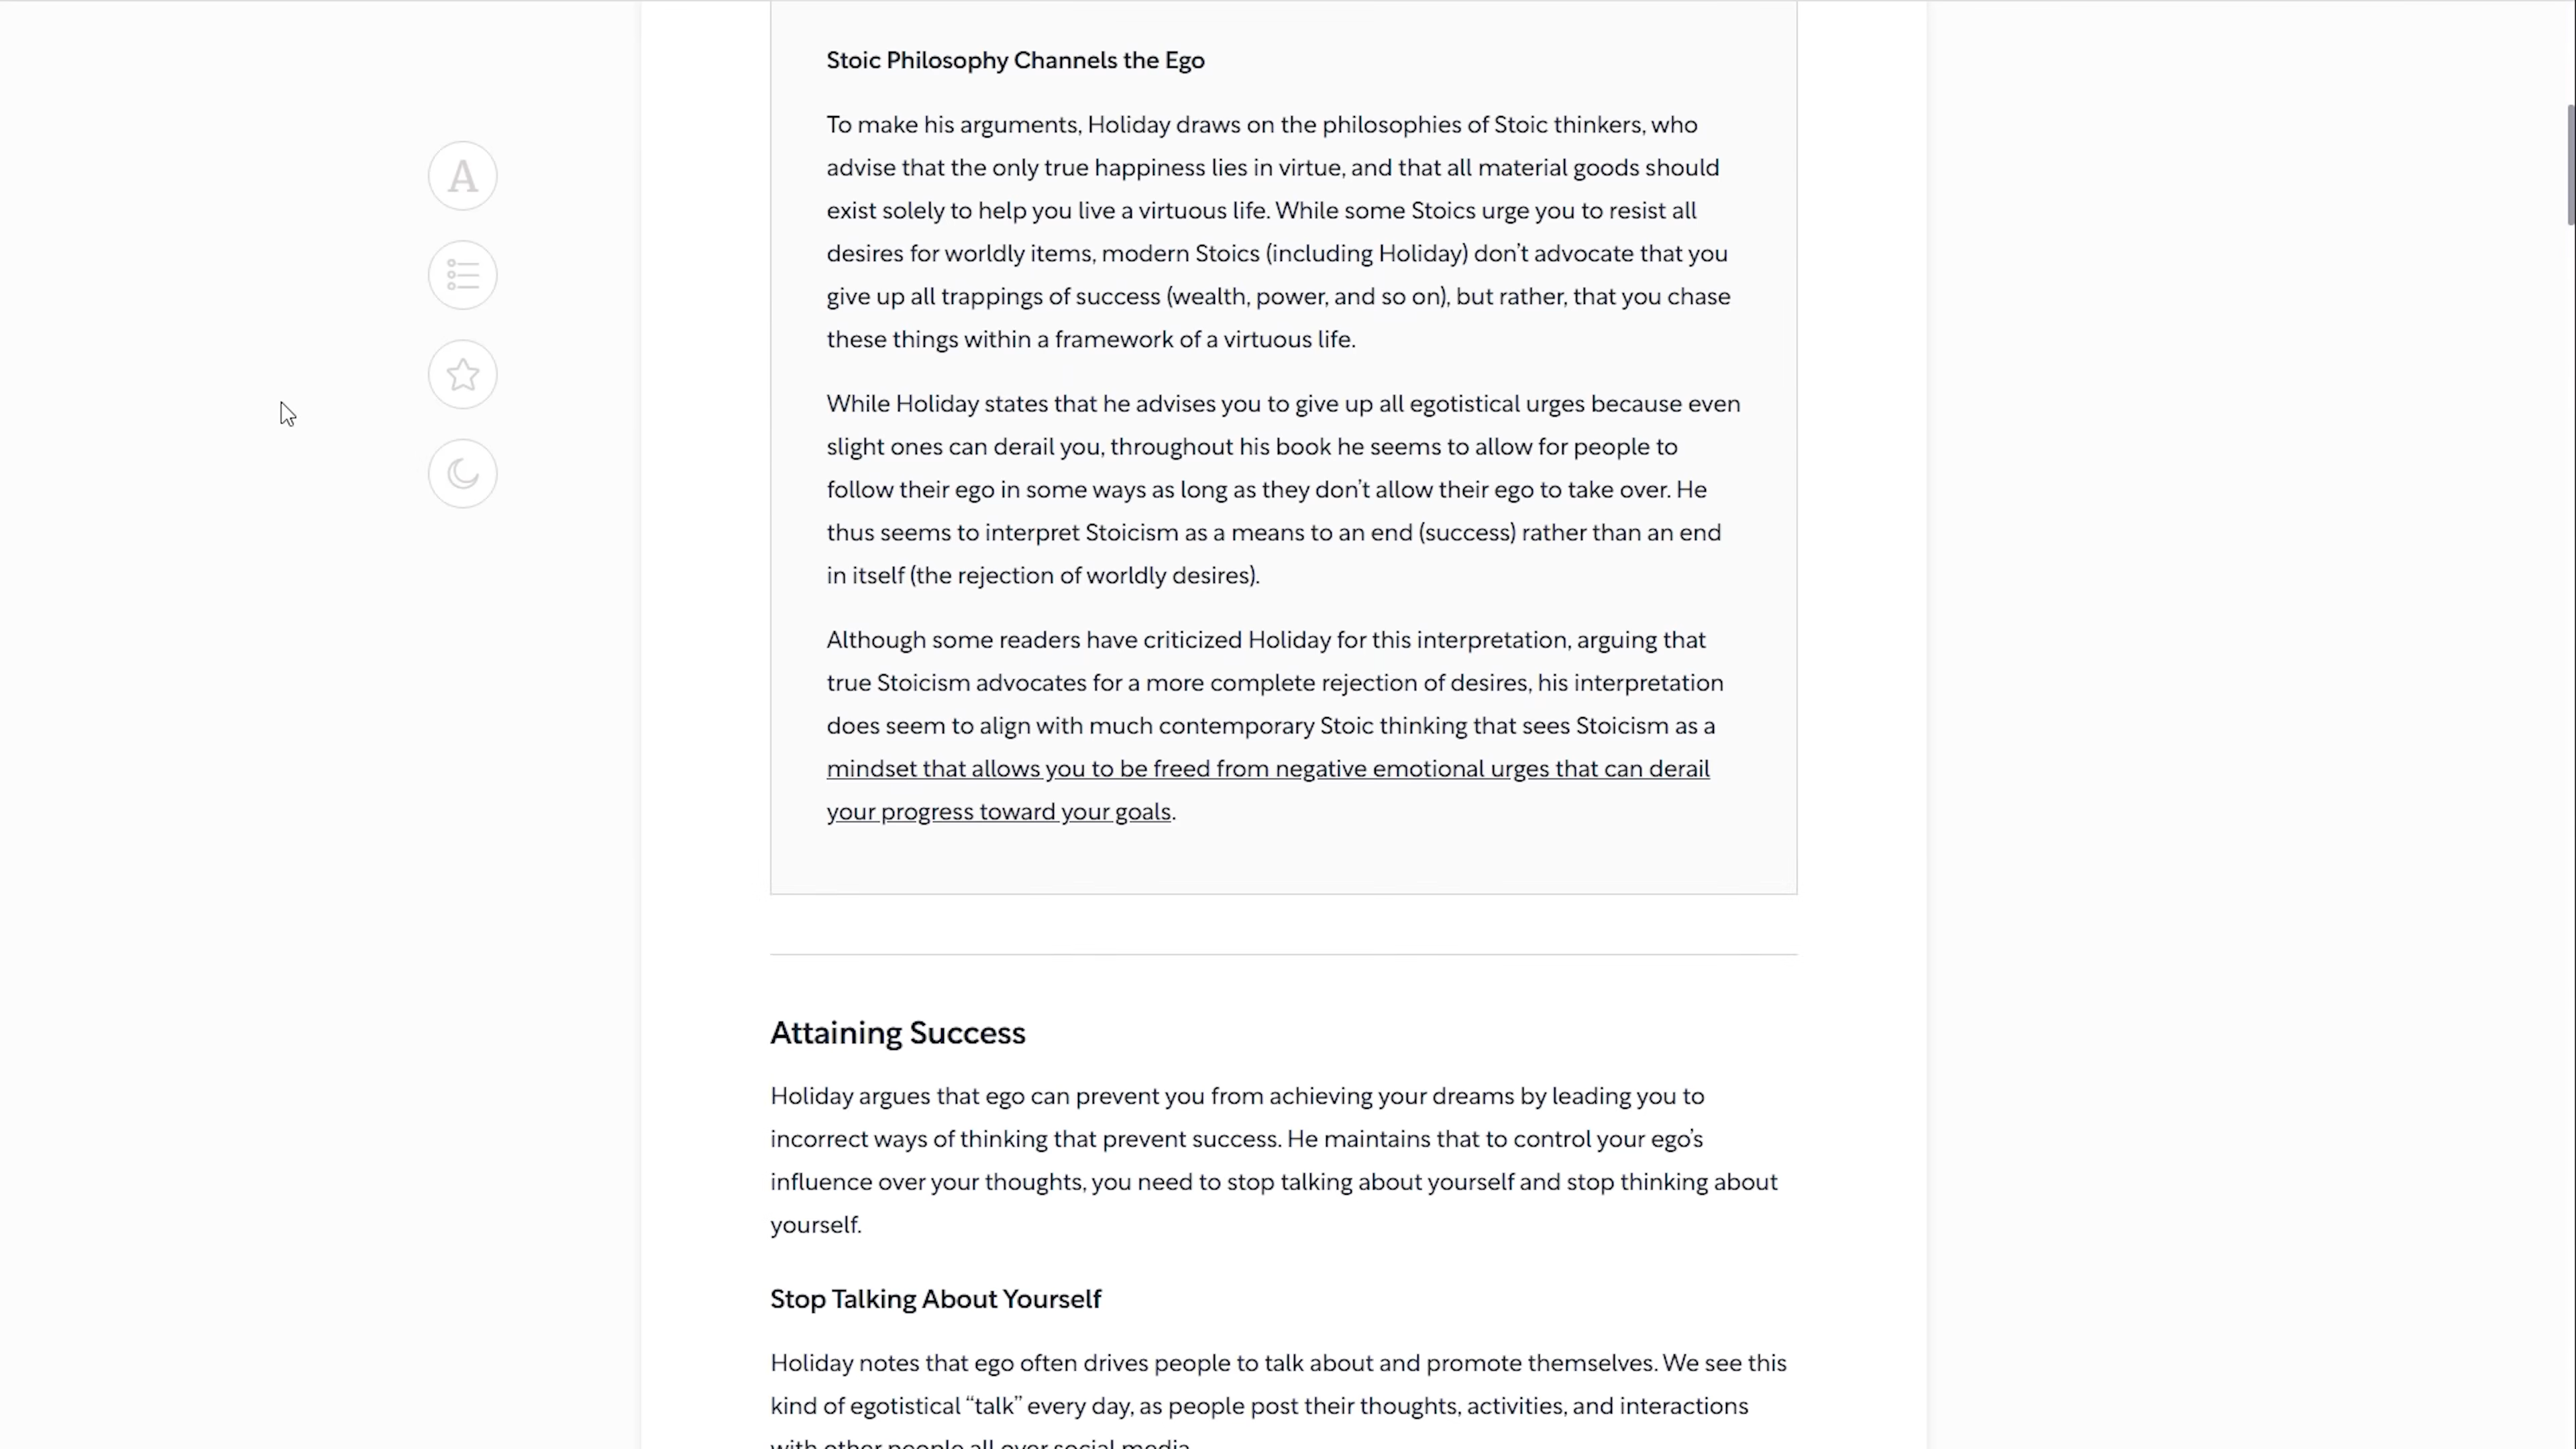 Stoic Philosophy Channels the Ego
To make his arguments, Holiday draws on the philosophies of Stoic thinkers, who
advise that the only true happiness lies in virtue, and that all material goods should
exist solely to help you live a virtuous life. While some Stoics urge you to resist all
desires for worldly items, modern Stoics (including Holiday) don’t advocate that you
give up all trappings of success (wealth, power, and so on), but rather, that you chase
these things within a framework of a virtuous life.
While Holiday states that he advises you to give up all egotistical urges because even
slight ones can derail you, throughout his book he seems to allow for people to
follow their ego in some ways as long as they don’t allow their ego to take over. He
thus seems to interpret Stoicism as a means to an end (success) rather than an end
in itself (the rejection of worldly desires).
Although some readers have criticized Holiday for this interpretation, arguing that
true Stoicism advocates for a more complete rejection of desires, his interpretation
does seem to align with much contemporary Stoic thinking that sees Stoicism as a
mindset that allows you to be freed from negative emotional urges that can derail
your progress toward your goals.
Attaining Success
Holiday argues that ego can prevent you from achieving your dreams by leading you to
incorrect ways of thinking that prevent success. He maintains that to control your ego’s
influence over your thoughts, you need to stop talking about yourself and stop thinking about
yourself.
Stop Talking About Yourself
Holiday notes that ego often drives people to talk about and promote themselves. We see this
kind of egotistical “talk” every day, as people post their thoughts, activities, and interactions
with other people all over social media.
A